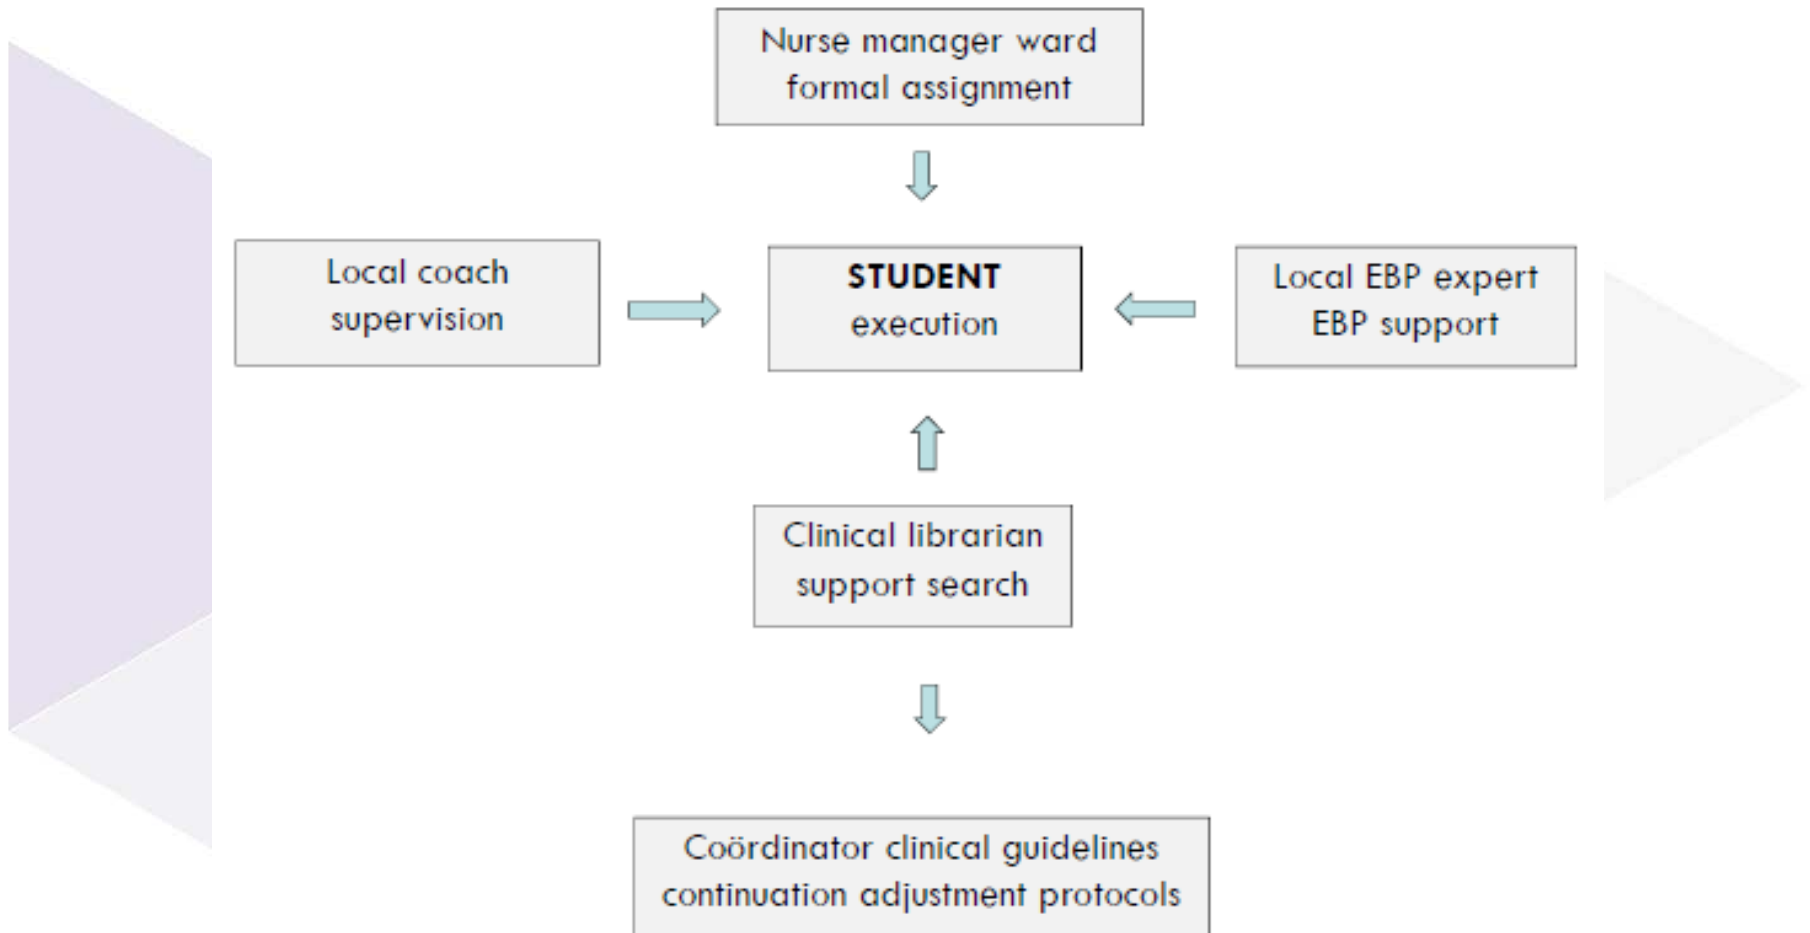 Nurse manager ward
formal assignment
Local coach
supervision
STUDENT
execution
Local EBP expert
EBP support
Clinical librarian
support search
Coördinator clinical guidelines
continuation adjustment protocols